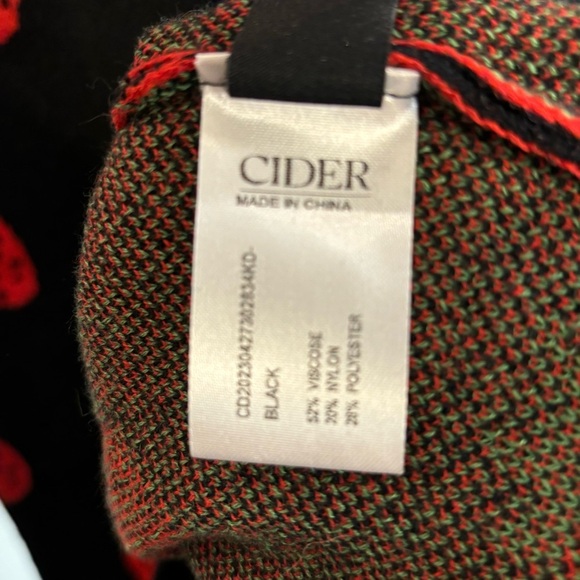 CIDER
MADE IN CHINA
CD20230427302834KD-
BLACK
52% VISCOSE
20% NYLON
28% POLYESTER